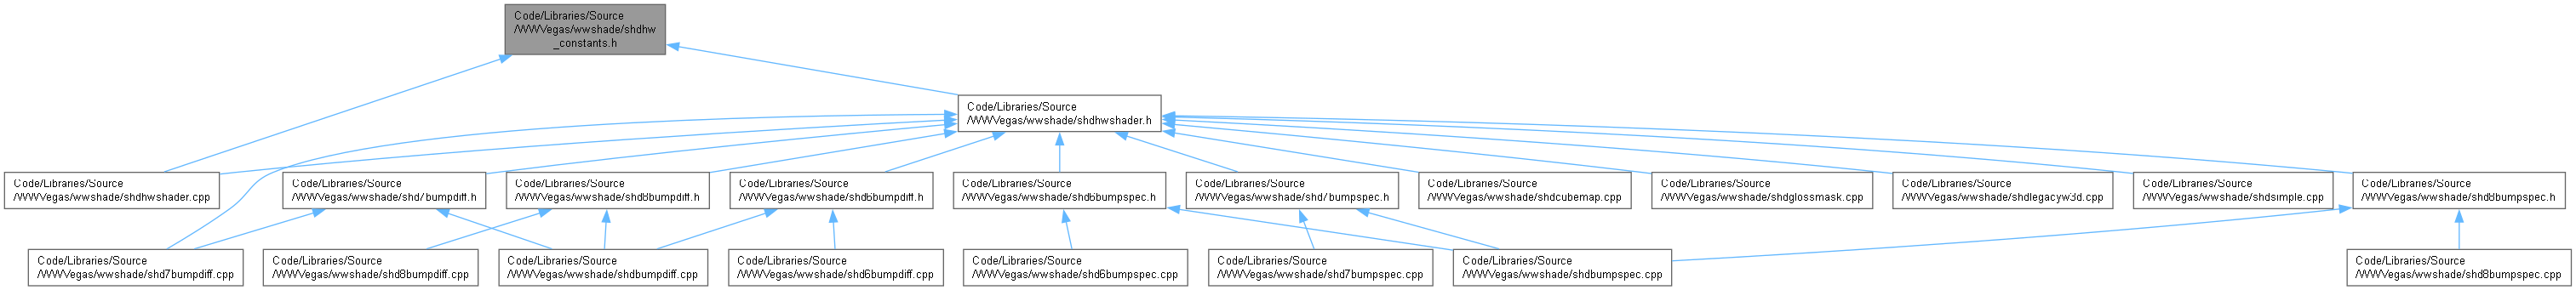 Code/Libraries/Source
/WWVegas/wwshade/shdhw
_constants.h
Code/Libraries/Source
/WWVegas/wwshade/shdhwshader.h
Code/Libraries/Source
/WWVegas/wwshade/shdhwshader.cpp
Code/Libraries/Source
/WWVegas/wwshade/shd7bumpdiff.h
Code/Libraries/Source
/WWVegas/wwshade/shd8bumpdiff.h
Code/Libraries/Source
/WWVegas/wwshade/shd6bumpdiff.h
Code/Libraries/Source
/WWVegas/wwshade/shd6bumpspec.h
Code/Libraries/Source
/WWVegas/wwshade/shd7bumpspec.h
Code/Libraries/Source
/WWVegas/wwshade/shdcubemap.cpp
Code/Libraries/Source
/WWVegas/wwshade/shdglossmask.cpp
Code/Libraries/Source
/WWVegas/wwshade/shdlegacyw3d.cpp
Code/Libraries/Source
/WWVegas/wwshade/shdsimple.cpp
Code/Libraries/Source
/WWVegas/wwshade/shd8bumpspec.h
Code/Libraries/Source
/WWVegas/wwshade/shd7bumpdiff.cpp
Code/Libraries/Source
/WWVegas/wwshade/shd8bumpdiff.cpp
Code/Libraries/Source
/WWVegas/wwshade/shdbumpdiff.cpp
Code/Libraries/Source
/WWVegas/wwshade/shd6bumpdiff.cpp
Code/Libraries/Source
/WWVegas/wwshade/shd6bumpspec.cpp
Code/Libraries/Source
/WWVegas/wwshade/shd7bumpspec.cpp
Code/Libraries/Source
/WWVegas/wwshade/shdbumpspec.cpp
Code/Libraries/Source
/WWVegas/wwshade/shd8bumpspec.cpp